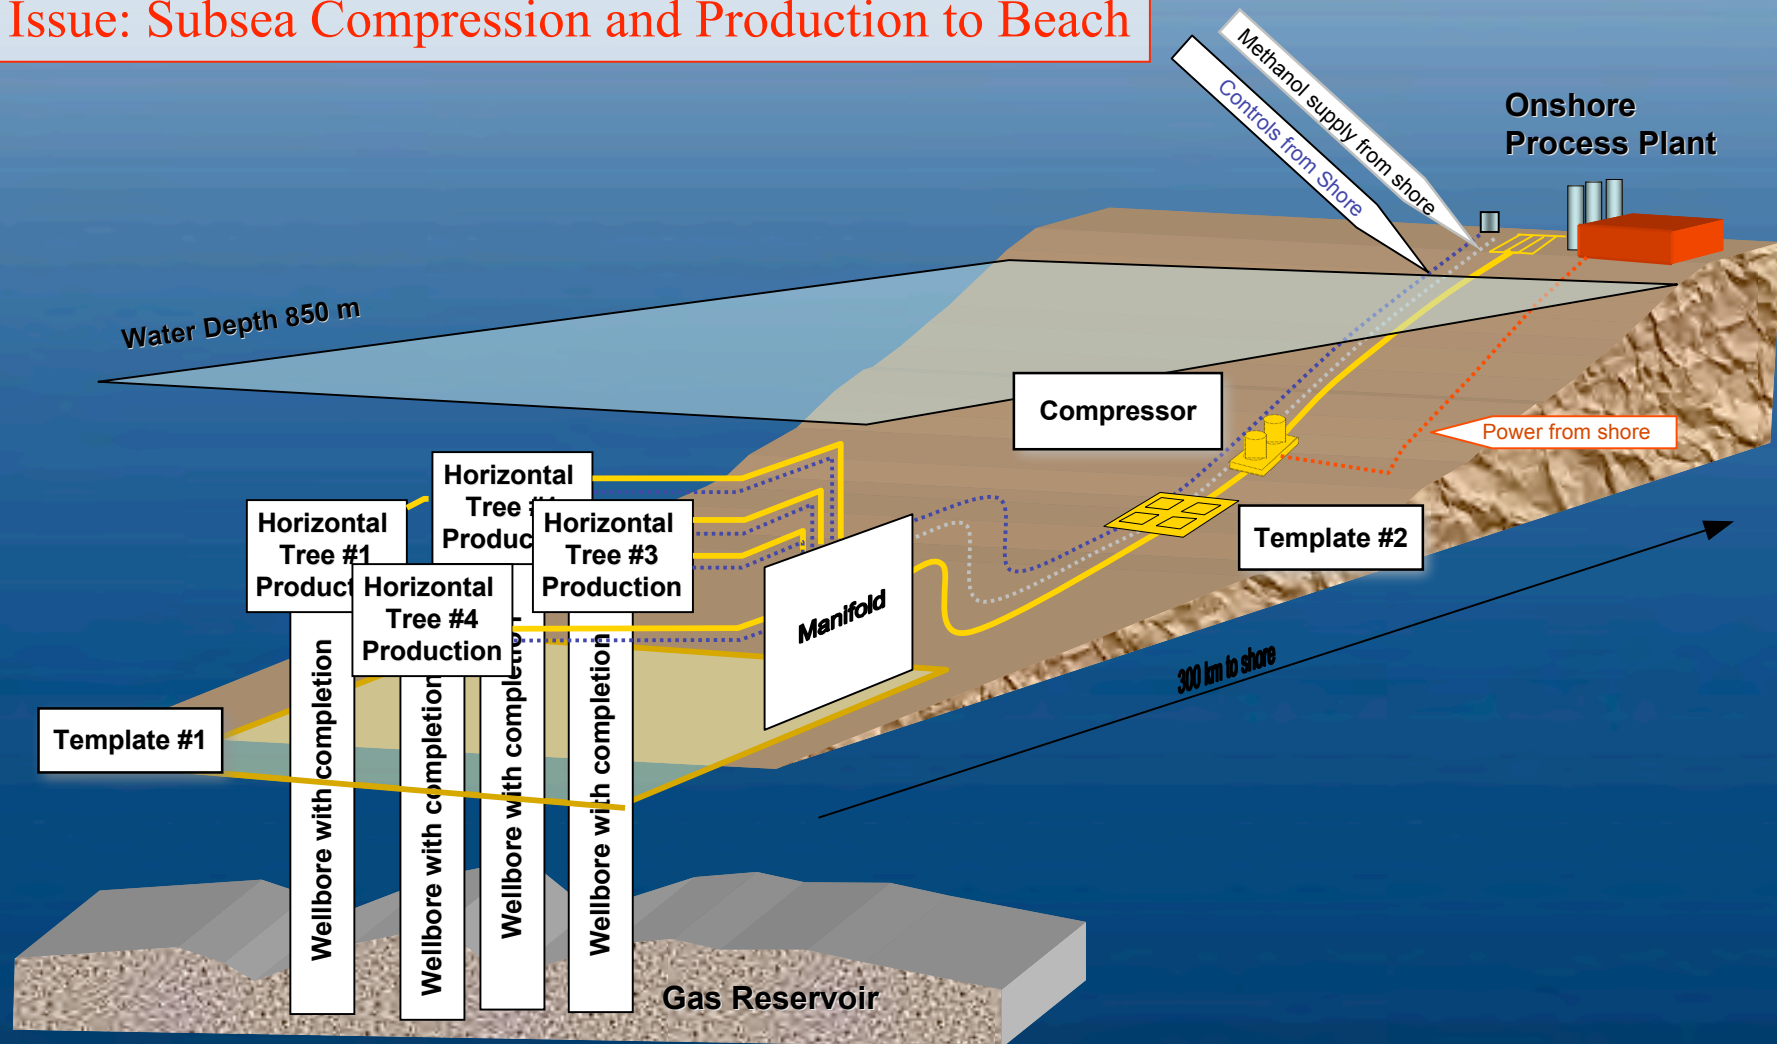 Issue: Subsea Compression and Production to Beach
Methanol supply from shore
Controls from Shore
Onshore
Process Plant
Water Depth 850 m
Compressor
Power from shore
Horizontal
Tree
Horizontal
Tree #1
Horizontal
Tree #3
Production
Horizontal
Tree #4
Production
Template #2
Manifold
300 km to shore
Template #1
Wellbore with completion
Wellbore with completion
Wellbore with completion
Wellbore with completion
Gas Reservoir